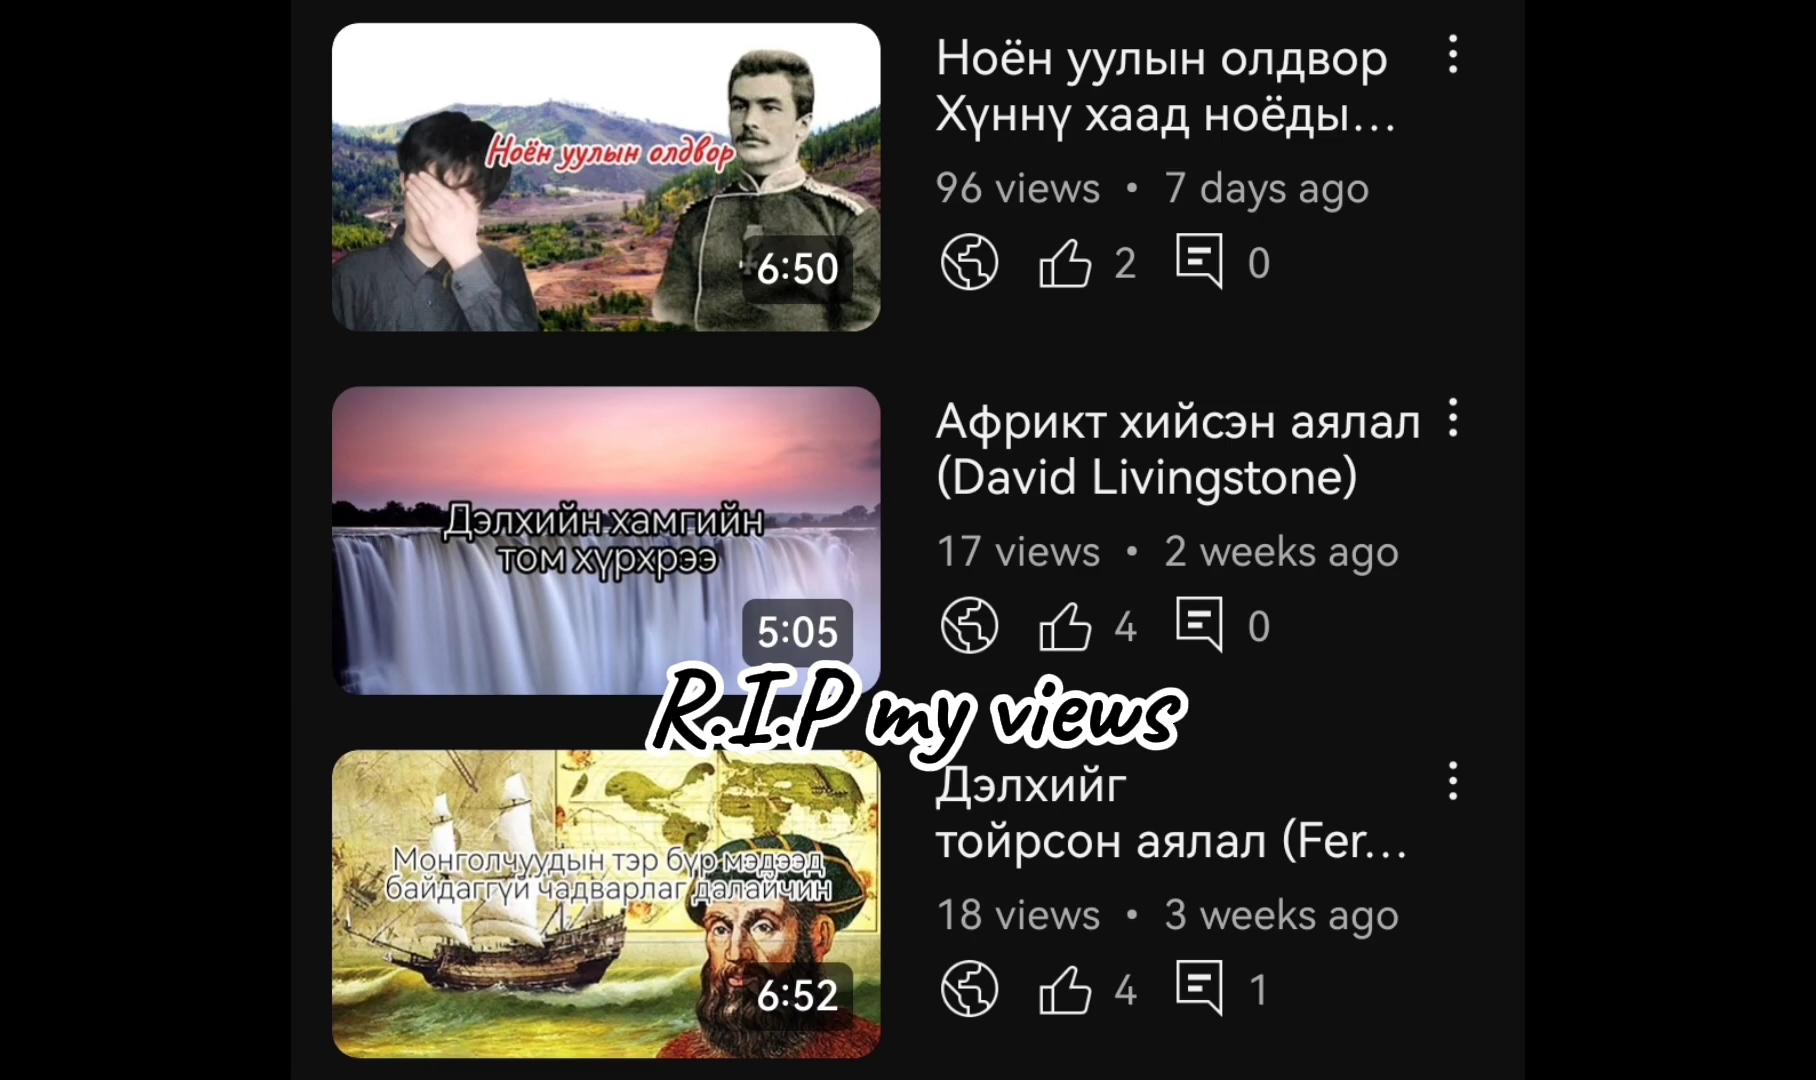 Ноён уулын олдвор
6:50
Ноён уулын олдвор
Хүннү хаад ноёды...
96 views • 7 days ago
2 0
Дэлхийн хамгийн
том хүрхрээ
5:05
Африкт хийсэн аялал
(David Livingstone)
17 views • 2 weeks ago
4 0
R.I.P my views
Монголчуудын тэр бүр мэдээд
байдаггүй чадварлаг далайчин
6:52
Дэлхийг
тойрсон аялал (Fer...
18 views • 3 weeks ago
4 1